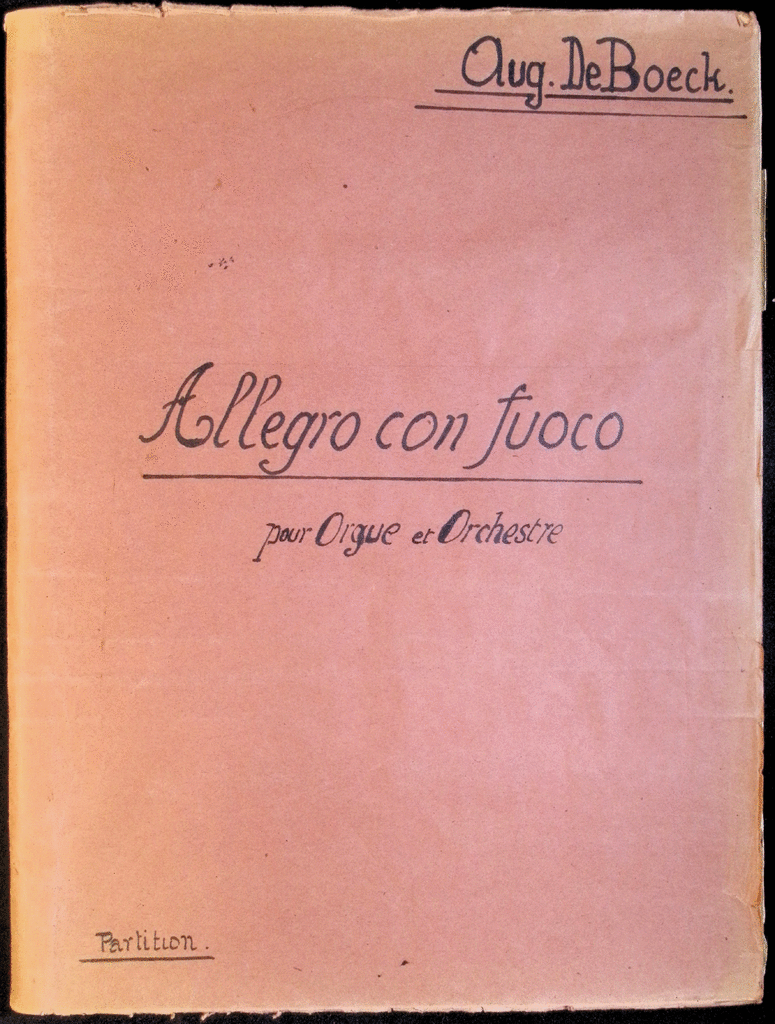 Aug. De Boeck.
Allegro con fuoco
pour Orgue et Orchestre
Partition.